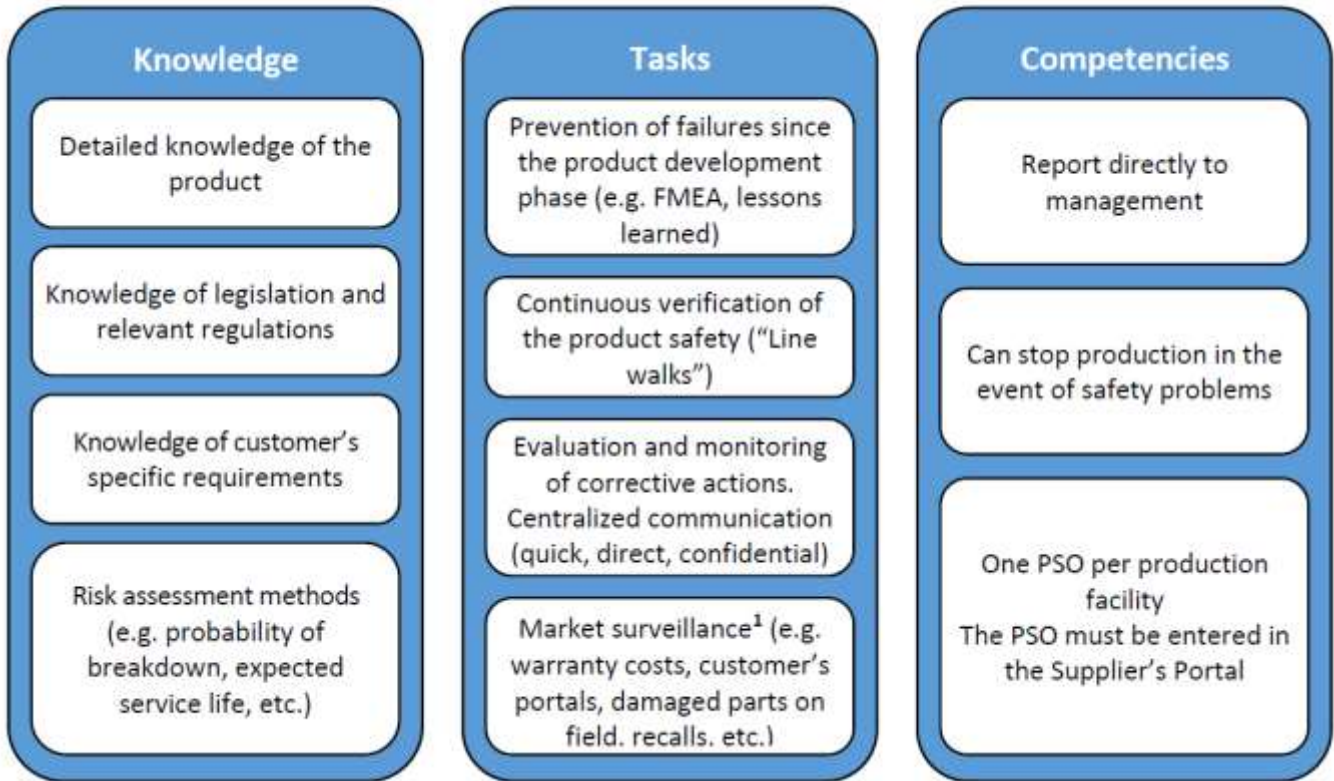 Knowledge
Detailed knowledge of the
product
Knowledge of legislation and
relevant regulations
Knowledge of customer’s
specific requirements
Risk assessment methods
(e.g. probability of
breakdown, expected
service life, etc.)
Tasks
Prevention of failures since
the product development
phase (e.g. FMEA, lessons
learned)
Continuous verification of
the product safety (“Line
walks”)
Evaluation and monitoring
of corrective actions.
Centralized communication
(quick, direct, confidential)
Market surveillance¹ (e.g.
warranty costs, customer’s
portals, damaged parts on
field, recalls, etc.)
Competencies
Report directly to
management
Can stop production in the
event of safety problems
One PSO per production
facility
The PSO must be entered in
the Supplier’s Portal